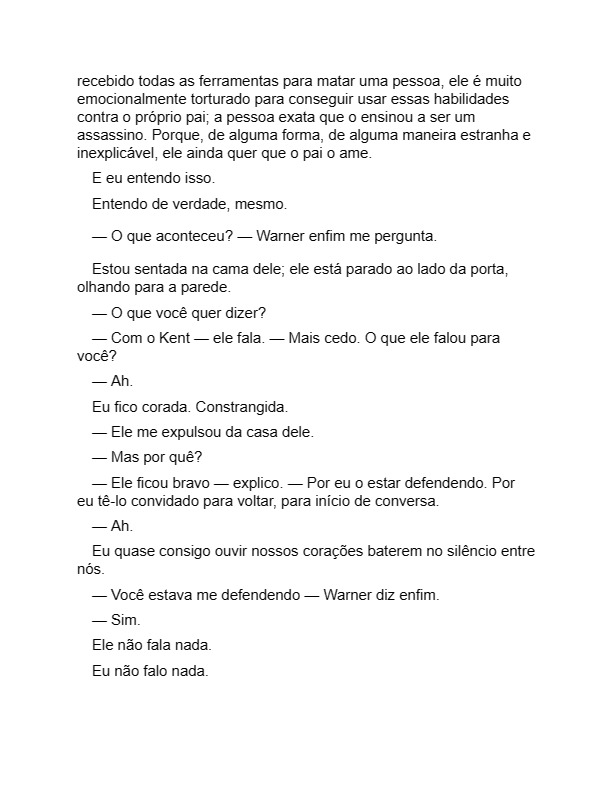 recebido todas as ferramentas para matar uma pessoa, ele é muito
emocionalmente torturado para conseguir usar essas habilidades
contra o próprio pai; a pessoa exata que o ensinou a ser um
assassino. Porque, de alguma forma, de alguma maneira estranha e
inexplicável, ele ainda quer que o pai o ame.
E eu entendo isso.
Entendo de verdade, mesmo.
— O que aconteceu? — Warner enfim me pergunta.
Estou sentada na cama dele; ele está parado ao lado da porta,
olhando para a parede.
— O que você quer dizer?
— Com o Kent — ele fala. — Mais cedo. O que ele falou para
você?
— Ah.
Eu fico corada. Constrangida.
— Ele me expulsou da casa dele.
— Mas por quê?
— Ele ficou bravo — explico. — Por eu o estar defendendo. Por
eu tê-lo convidado para voltar, para início de conversa.
— Ah.
Eu quase consigo ouvir nossos corações baterem no silêncio entre
nós.
— Você estava me defendendo — Warner diz enfim.
— Sim.
Ele não fala nada.
Eu não falo nada.